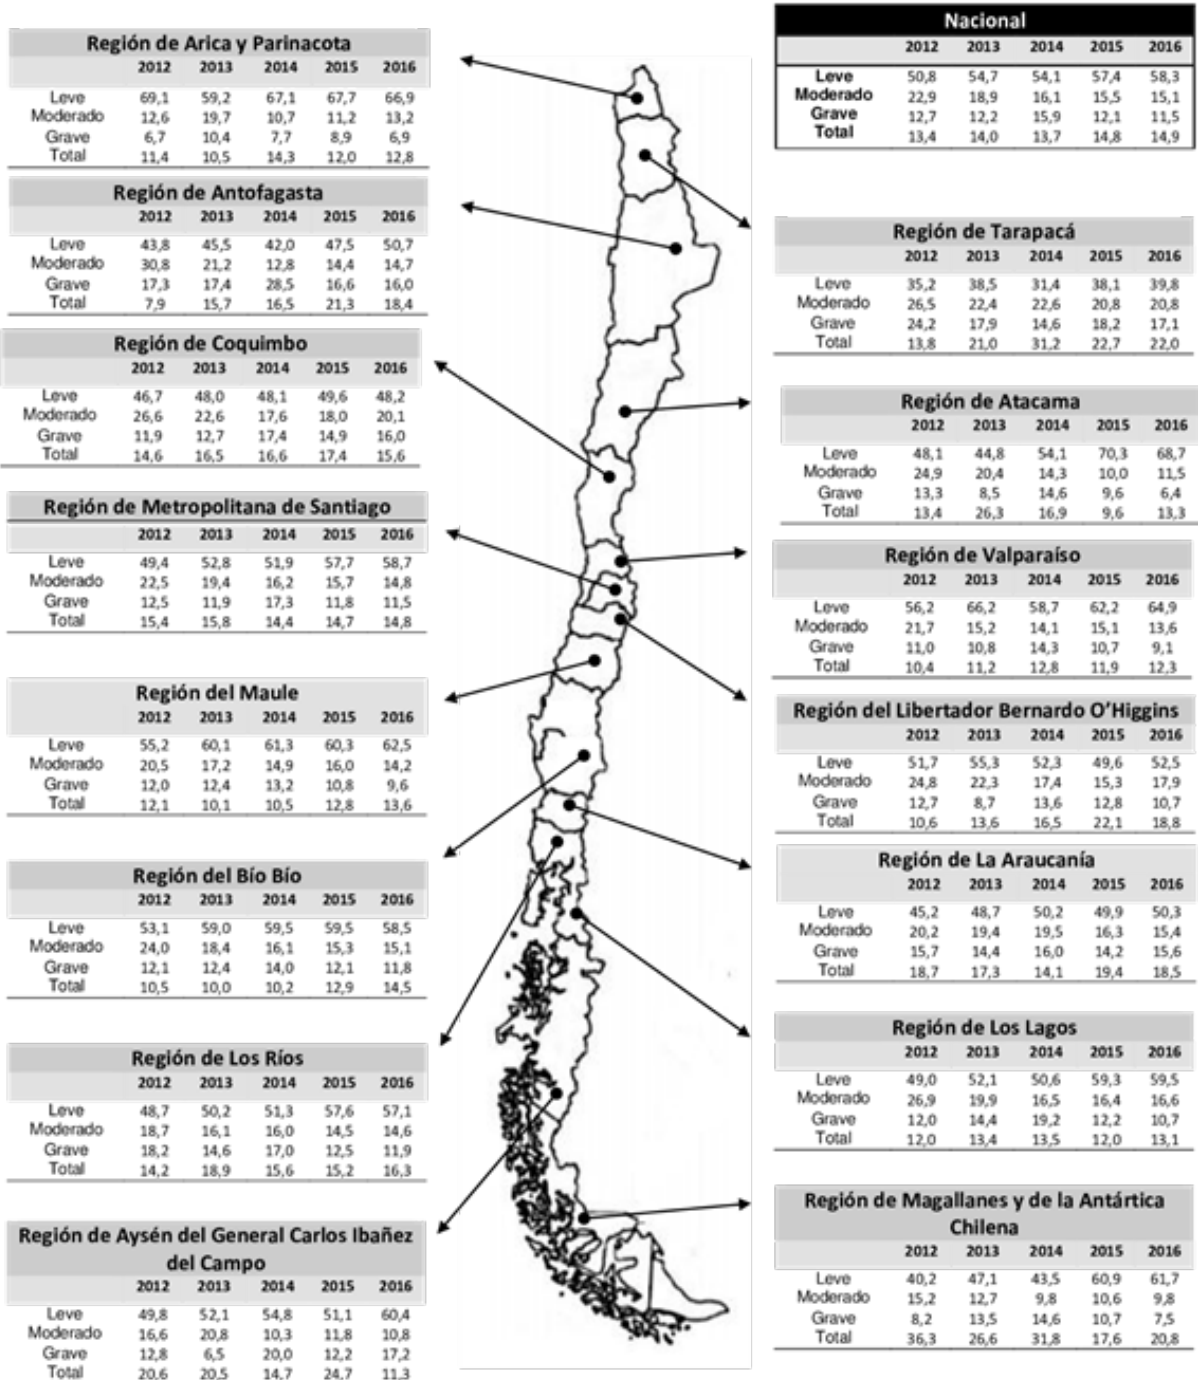 Región de Arica y Parinacota
2012 2013 2014 2015 2016
Leve 69,1 59,2 67,1 67,7 66,9
Moderado 12,6 19,7 10,7 11,2 13,2
Grave 6,7 10,4 7,7 8,9 6,9
Total 11,4 10,5 14,3 12,0 12,8
Región de Antofagasta
2012 2013 2014 2015 2016
Leve 43,8 45,5 42,0 47,5 50,7
Moderado 30,8 21,2 12,8 14,4 14,7
Grave 17,3 17,4 28,5 16,6 16,0
Total 7,9 15,7 16,5 21,3 18,4
Región de Coquimbo
2012 2013 2014 2015 2016
Leve 46,7 48,0 48,1 49,6 48,2
Moderado 26,6 22,6 17,6 18,0 20,1
Grave 11,9 12,7 17,4 14,9 16,0
Total 14,6 16,5 16,6 17,4 15,6
Región de Metropolitana de Santiago
2012 2013 2014 2015 2016
Leve 49,4 52,8 51,9 57,7 58,7
Moderado 22,5 19,4 16,2 15,7 14,8
Grave 12,5 11,9 17,3 11,8 11,5
Total 15,4 15,8 14,4 14,7 14,8
Región del Maule
2012 2013 2014 2015 2016
Leve 55,2 60,1 61,3 60,3 62,5
Moderado 20,5 17,2 14,9 16,0 14,2
Grave 12,0 12,4 13,2 10,8 9,6
Total 12,1 10,1 10,5 12,8 13,6
Región del Bío Bío
2012 2013 2014 2015 2016
Leve 53,1 59,0 59,5 59,5 58,5
Moderado 24,0 18,4 16,1 15,3 15,1
Grave 12,1 12,4 14,0 12,1 11,8
Total 10,5 10,0 10,2 12,9 14,5
Región de Los Ríos
2012 2013 2014 2015 2016
Leve 48,7 50,2 51,3 57,6 57,1
Moderado 18,7 16,1 16,0 14,5 14,6
Grave 18,2 14,6 17,0 12,5 11,9
Total 14,2 18,9 15,6 15,2 16,3
Región de Aysén del General Carlos Ibañez
del Campo
2012 2013 2014 2015 2016
Leve 49,8 52,1 54,8 51,1 60,4
Moderado 16,6 20,8 10,3 11,8 10,8
Grave 12,8 6,5 20,0 12,2 17,2
Total 20,6 20,5 14,7 24,7 11,3
Nacional
2012 2013 2014 2015 2016
Leve 50,8 54,7 54,1 57,4 58,3
Moderado 22,9 18,9 16,1 15,5 15,1
Grave 12,7 12,2 15,9 12,1 11,5
Total 13,4 14,0 13,7 14,8 14,9
Región de Tarapacá
2012 2013 2014 2015 2016
Leve 35,2 38,5 31,4 38,1 39,8
Moderado 26,5 22,4 22,6 20,8 20,8
Grave 24,2 17,9 14,6 18,2 17,1
Total 13,8 21,0 31,2 22,7 22,0
Región de Atacama
2012 2013 2014 2015 2016
Leve 48,1 44,8 54,1 70,3 68,7
Moderado 24,9 20,4 14,3 10,0 11,5
Grave 13,3 8,5 14,6 9,6 6,4
Total 13,4 26,3 16,9 9,6 13,3
Región de Valparaíso
2012 2013 2014 2015 2016
Leve 56,2 66,2 58,7 62,2 64,9
Moderado 21,7 15,2 14,1 15,1 13,6
Grave 11,0 10,8 14,3 10,7 9,1
Total 10,4 11,2 12,8 11,9 12,3
Región del Libertador Bernardo O’Higgins
2012 2013 2014 2015 2016
Leve 51,7 55,3 52,3 49,6 52,5
Moderado 24,8 22,3 17,4 15,3 17,9
Grave 12,7 8,7 13,6 12,8 10,7
Total 10,6 13,6 16,5 22,1 18,8
Región de La Araucanía
2012 2013 2014 2015 2016
Leve 45,2 48,7 50,2 49,9 50,3
Moderado 20,2 19,4 19,5 16,3 15,4
Grave 15,7 14,4 16,0 14,2 15,6
Total 18,7 17,3 14,1 19,4 18,5
Región de Los Lagos
2012 2013 2014 2015 2016
Leve 49,0 52,1 50,6 59,3 59,5
Moderado 26,9 19,9 16,5 16,4 16,6
Grave 12,0 14,4 19,2 12,2 10,7
Total 12,0 13,4 13,5 12,0 13,1
Región de Magallanes y de la Antártica
Chilena
2012 2013 2014 2015 2016
Leve 40,2 47,1 43,5 60,9 61,7
Moderado 15,2 12,7 9,8 10,6 9,8
Grave 8,2 13,5 14,6 10,7 7,5
Total 36,3 26,6 31,8 17,6 20,8